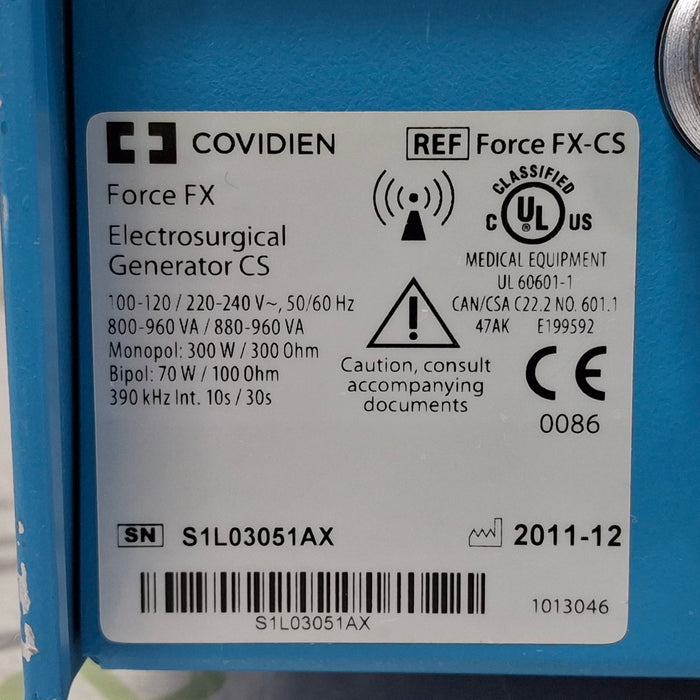 COVIDIEN
REF Force FX-CS
Force FX
Electrosurgical
Generator CS
100-120 / 220-240 V~, 50/60 Hz
800-960 VA / 880-960 VA
Monopol: 300 W / 300 Ohm
Bipol: 70 W / 100 Ohm
390 kHz Int. 10s / 30s
CLASSIFIED
C UL® US
MEDICAL EQUIPMENT
UL 60601-1
CAN/CSA C22.2 NO. 601.1
47AK E199592
!
Caution, consult
accompanying
documents
CE
0086
SN S1L03051AX
2011-12
S1L03051AX
1013046